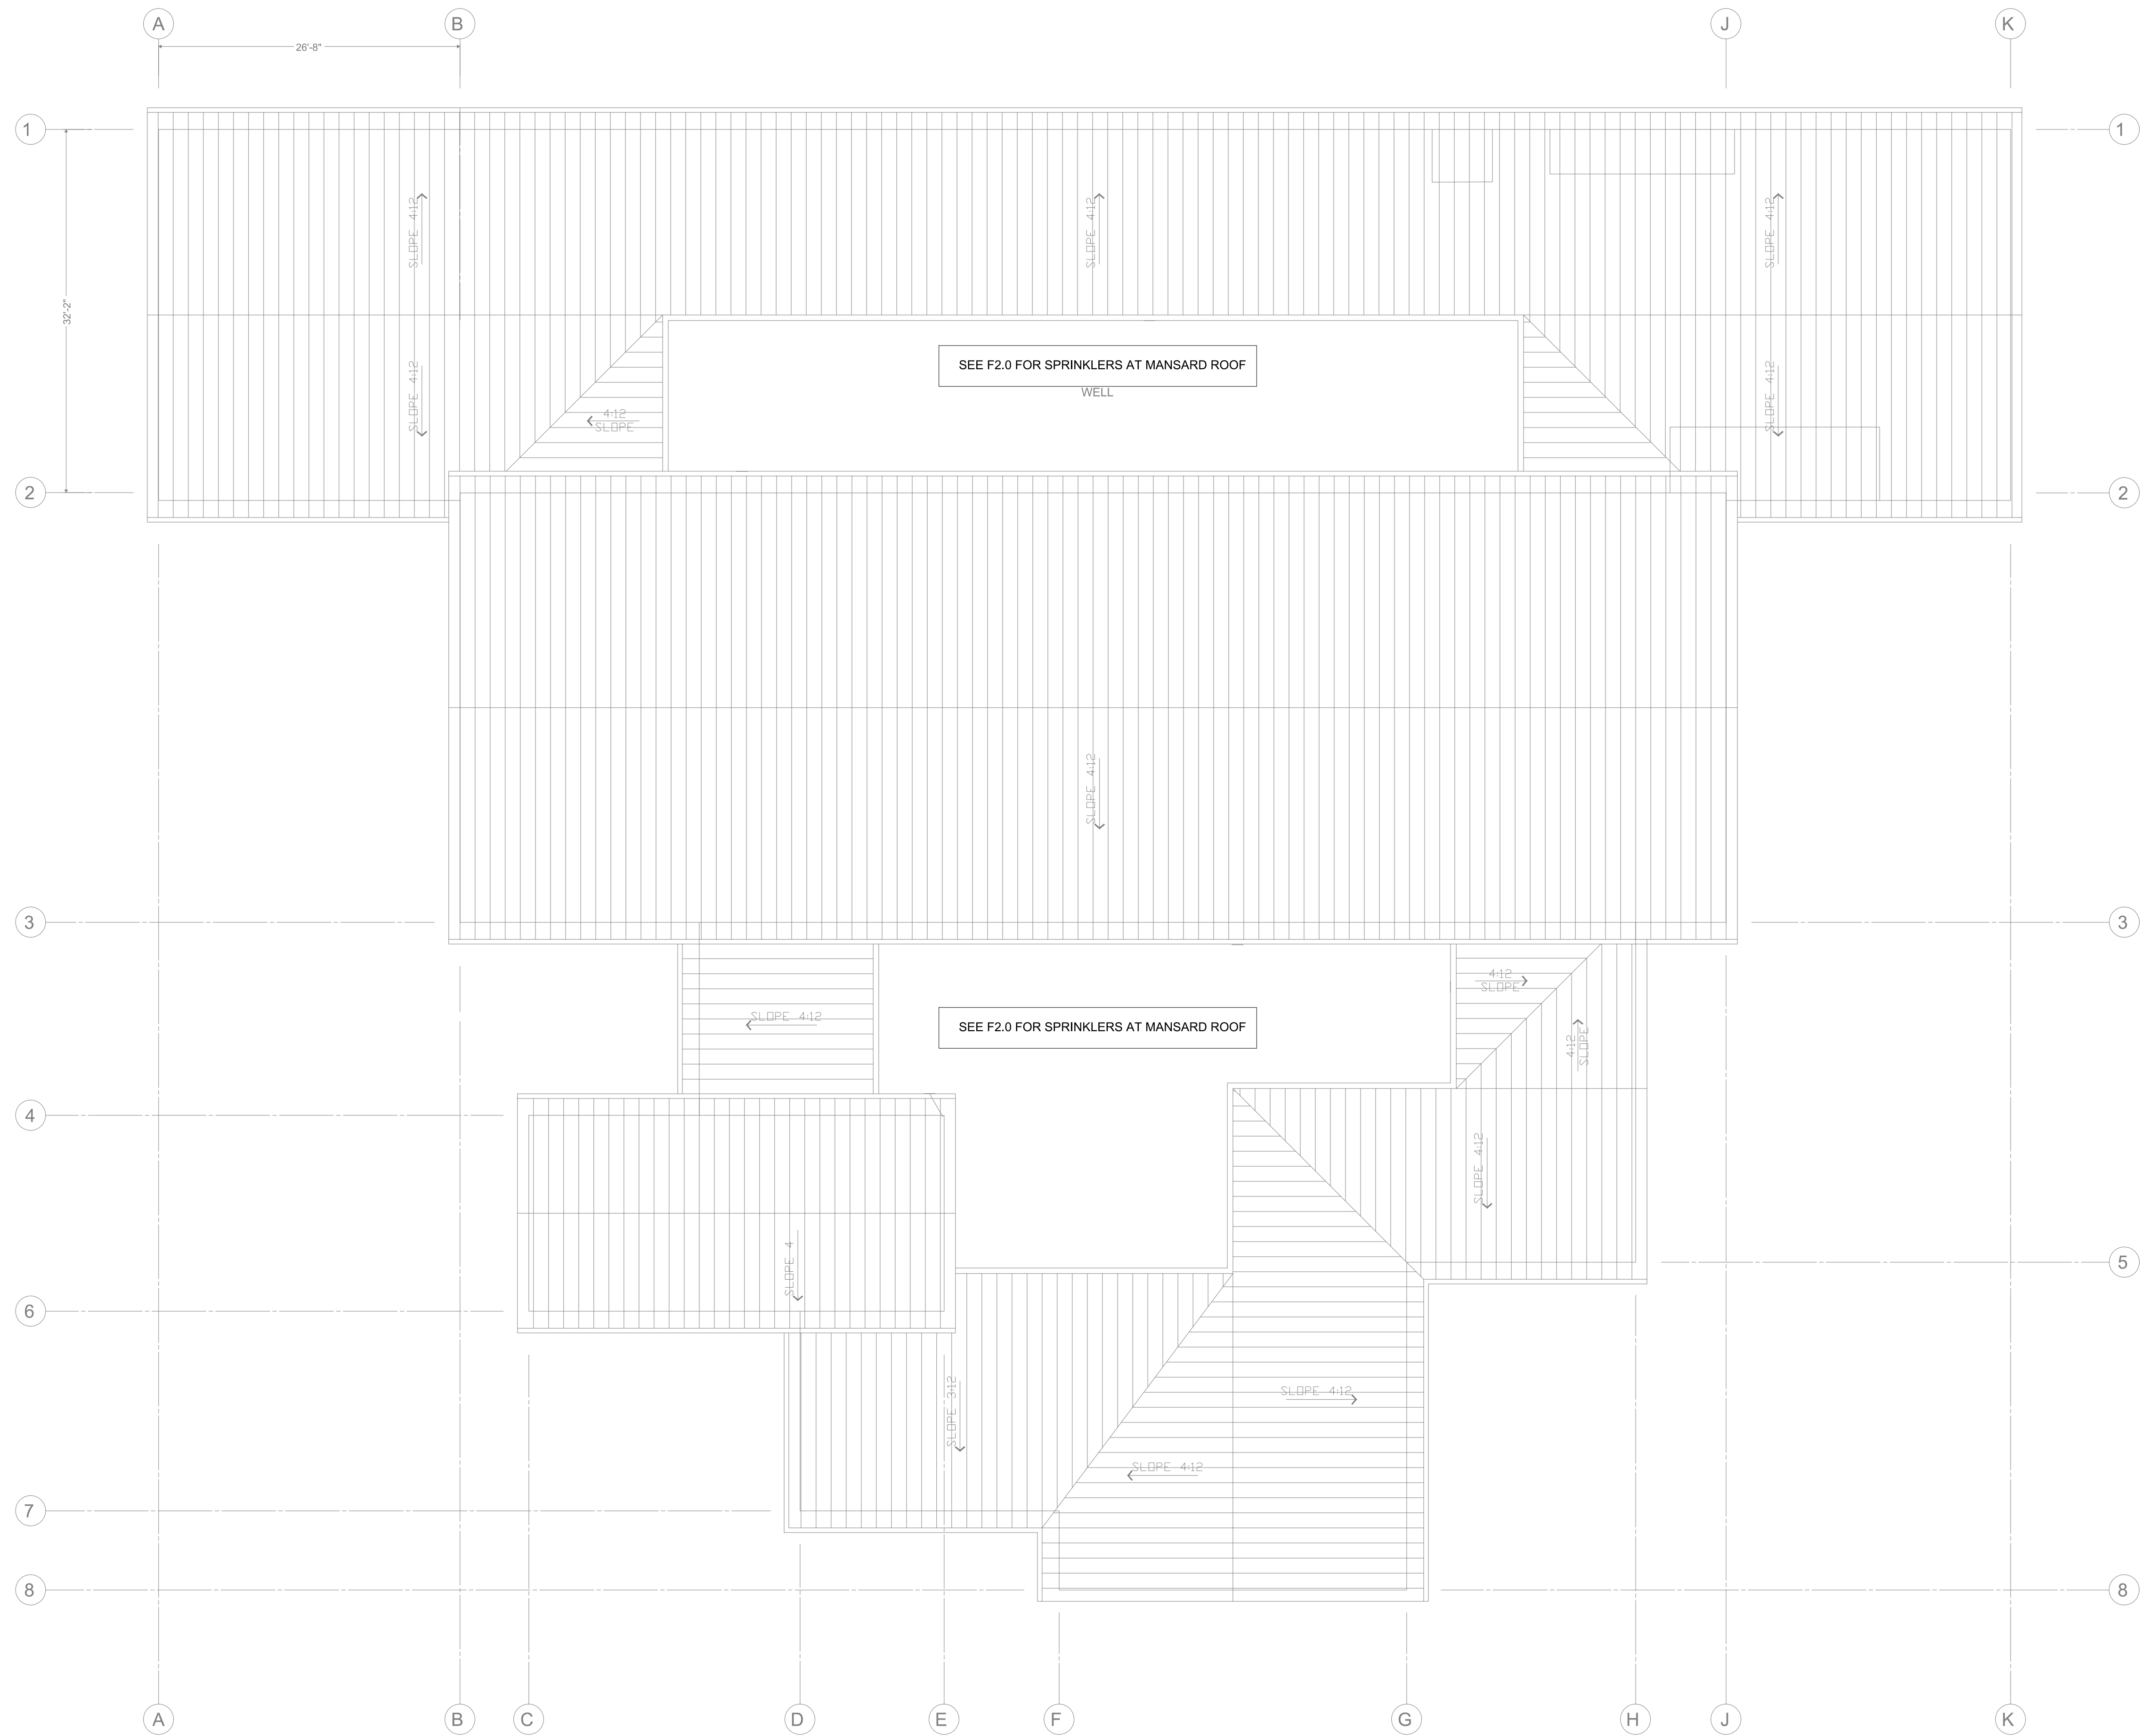 A B J K
26'-8"
1 1
SLOPE 4:12
SLOPE 4:12
SLOPE 4:12
32'-2"
SEE F2.0 FOR SPRINKLERS AT MANSARD ROOF
WELL
SLOPE 4:12
SLOPE 4:12
4:12
SLOPE
2 2
SLOPE 4:12
3 3
4:12
SLOPE
SLOPE 4:12
SEE F2.0 FOR SPRINKLERS AT MANSARD ROOF
4:12
SLOPE
4
SLOPE 4:12
5
SLOPE 4
6
SLOPE 4:12
SLOPE 3:12
SLOPE 4:12
7
8 8
A B C D E F G H J K